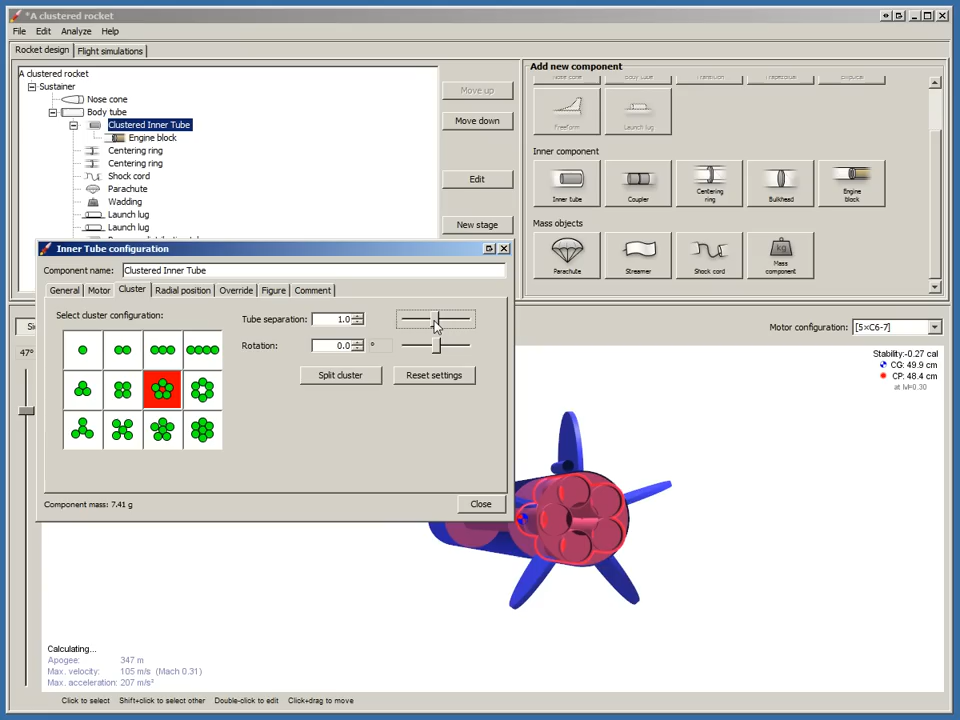 *A clustered rocket
File Edit Analyze Help
Rocket design Flight simulations
A clustered rocket
Sustainer
Nose cone
Body tube
Clustered Inner Tube
Engine block
Centering ring
Centering ring
Shock cord
Parachute
Wadding
Launch lug
Launch lug
Move up
Move down
Edit
New stage
Add new component
Freeform Launch lug
Inner component
Inner tube Coupler Centering ring Bulkhead Engine block
Mass objects
Parachute Streamer Shock cord Mass component
Inner Tube configuration
Component name: Clustered Inner Tube
General Motor Cluster Radial position Override Figure Comment
Select cluster configuration:
Tube separation: 1.0
Rotation: 0.0 °
Split cluster Reset settings
Component mass: 7.41 g
Close
47°
Motor configuration: [5×C6-7]
Stability:-0.27 cal
CG: 49.9 cm
CP: 48.4 cm
at M=0.30
Calculating...
Apogee: 347 m
Max. velocity: 105 m/s (Mach 0.31)
Max. acceleration: 207 m/s²
Click to select Shift+click to select other Double-click to edit Click+drag to move